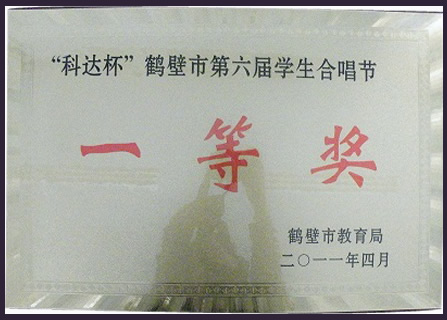 “科达杯”鹤壁市第六届学生合唱节
一等奖
鹤壁市教育局
二〇一一年四月